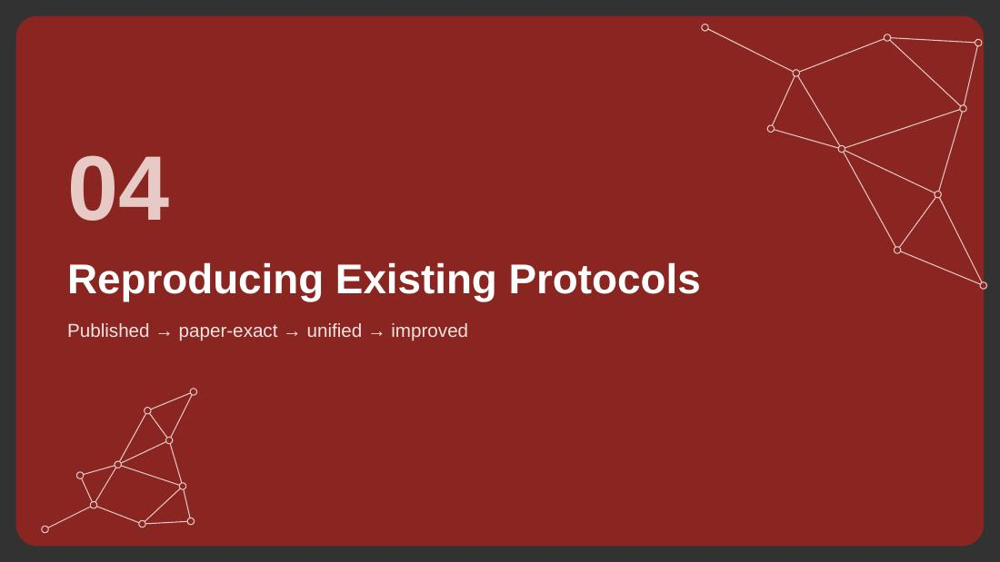 04
Reproducing Existing Protocols
Published → paper-exact → unified → improved